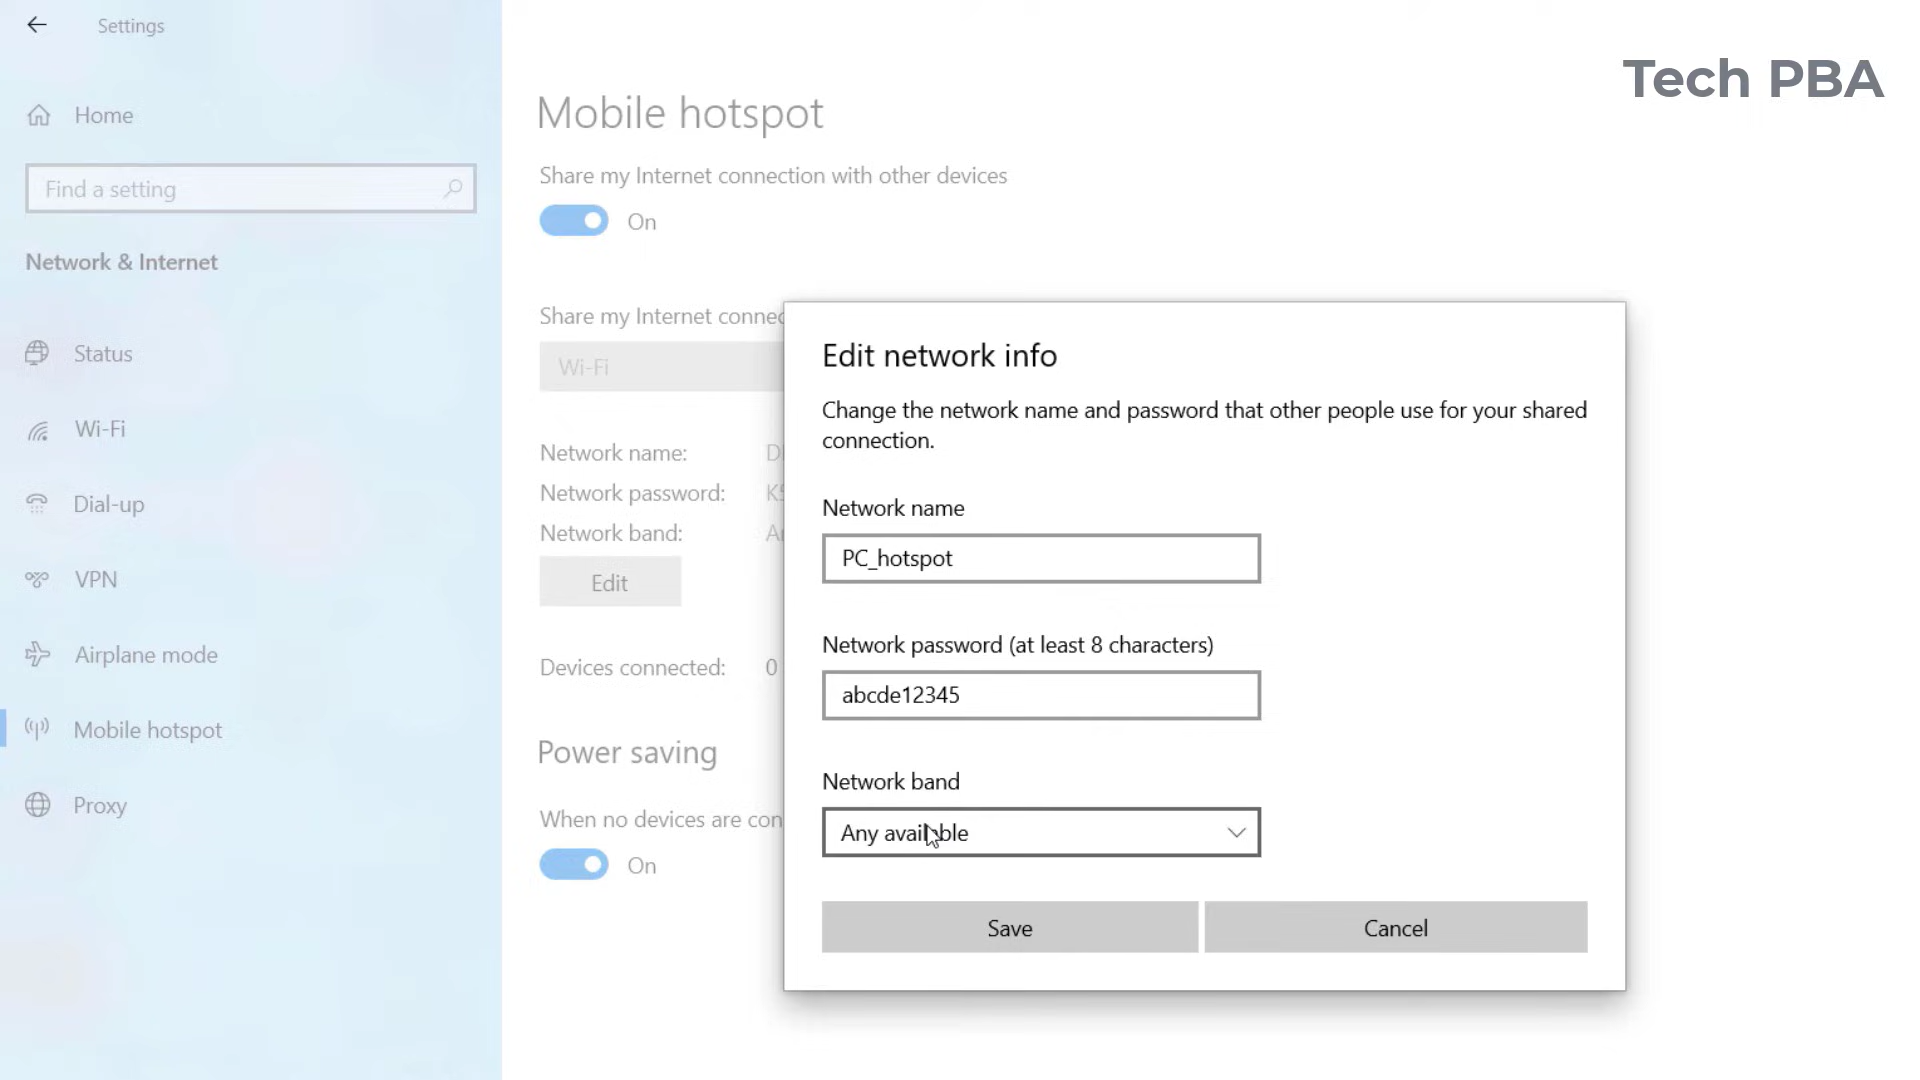 Settings
Tech PBA
Home
Find a setting
Network & Internet
Status
Wi-Fi
Dial-up
VPN
Airplane mode
Mobile hotspot
Proxy
Mobile hotspot
Share my Internet connection with other devices
On
Share my Internet connec
Wi-Fi
Network name:
Network password: K5
Network band:
Edit
Devices connected: 0
Power saving
When no devices are con
On
Edit network info
Change the network name and password that other people use for your shared
connection.
Network name
PC_hotspot
Network password (at least 8 characters)
abcde12345
Network band
Any available
Save
Cancel